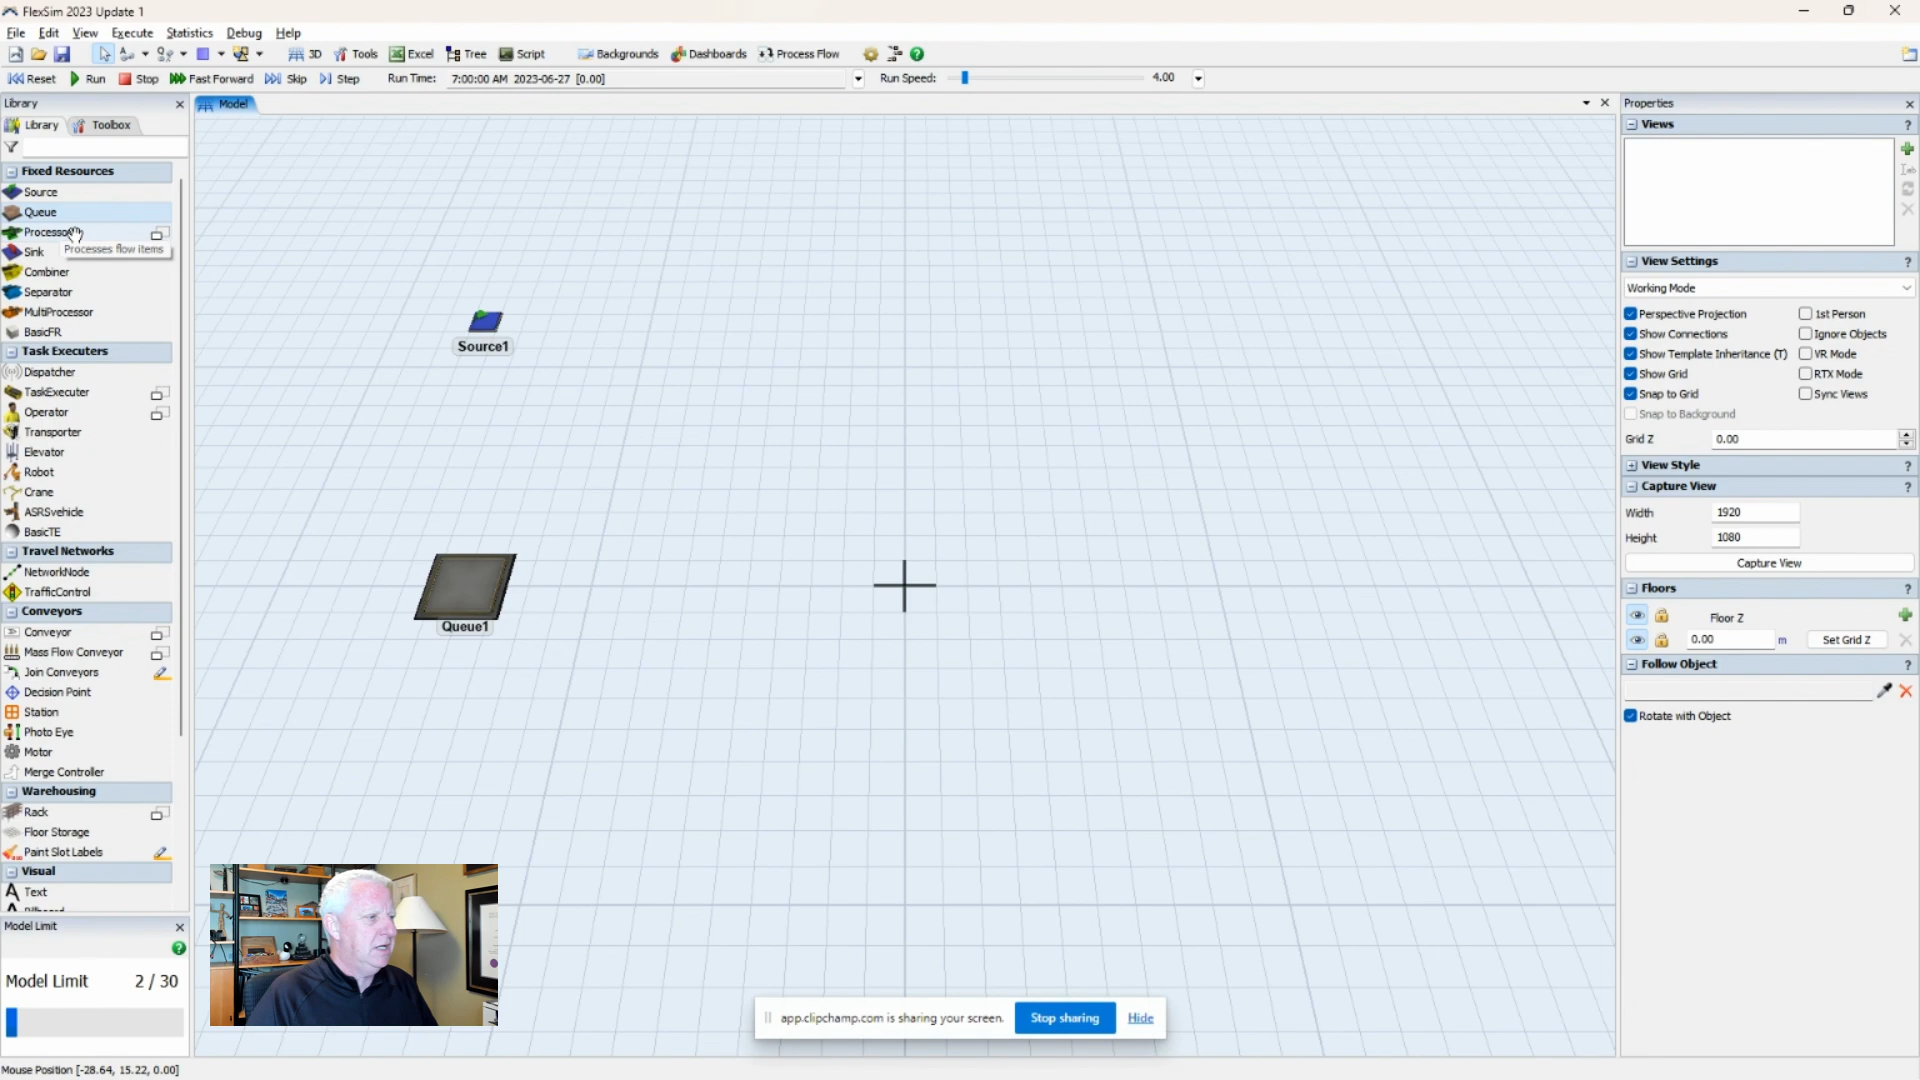 FlexSim 2023 Update 1
File Edit View Execute Statistics Debug Help
3D Tools Excel Tree Script Backgrounds Dashboards Process Flow
Reset Run Stop Fast Forward Skip Step Run Time: 7:00:00 AM 2023-06-27 [0.00] Run Speed: 4.00
Library
Library Toolbox
Fixed Resources
Source
Queue
Processor
Processes flow items
Sink
Combiner
Separator
MultiProcessor
BasicFR
Task Executers
Dispatcher
TaskExecuter
Operator
Transporter
Elevator
Robot
Crane
ASRSvehicle
BasicTE
Travel Networks
NetworkNode
TrafficControl
Conveyors
Conveyor
Mass Flow Conveyor
Join Conveyors
Decision Point
Station
Photo Eye
Motor
Merge Controller
Warehousing
Rack
Floor Storage
Paint Slot Labels
Visual
Text
Model Limit
Model Limit 2 / 30
Mouse Position [-28.64, 15.22, 0.00]
Model
Source1
Queue1
app.clipchamp.com is sharing your screen. Stop sharing Hide
Properties
Views
View Settings
Working Mode
Perspective Projection 1st Person
Show Connections Ignore Objects
Show Template Inheritance (T) VR Mode
Show Grid RTX Mode
Snap to Grid Sync Views
Snap to Background
Grid Z 0.00
View Style
Capture View
Width 1920
Height 1080
Capture View
Floors
Floor Z
0.00 m Set Grid Z
Follow Object
Rotate with Object